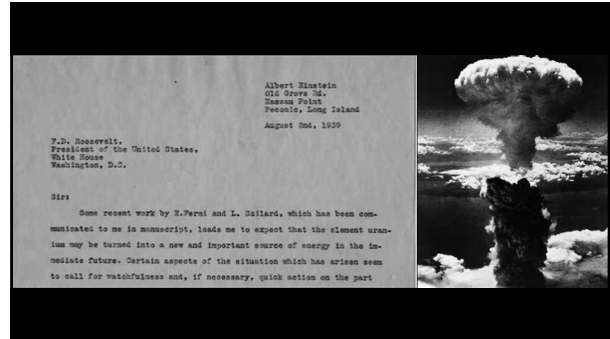 Albert Einstein
Old Grove Rd.
Nassau Point
Peconic, Long Island
August 2nd, 1939
F.D. Roosevelt,
President of the United States,
White House
Washington, D.C.
Sir:
Some recent work by E.Fermi and L. Szilard, which has been com-
municated to me in manuscript, leads me to expect that the element uran-
ium may be turned into a new and important source of energy in the im-
mediate future. Certain aspects of the situation which has arisen seem
to call for watchfulness and, if necessary, quick action on the part